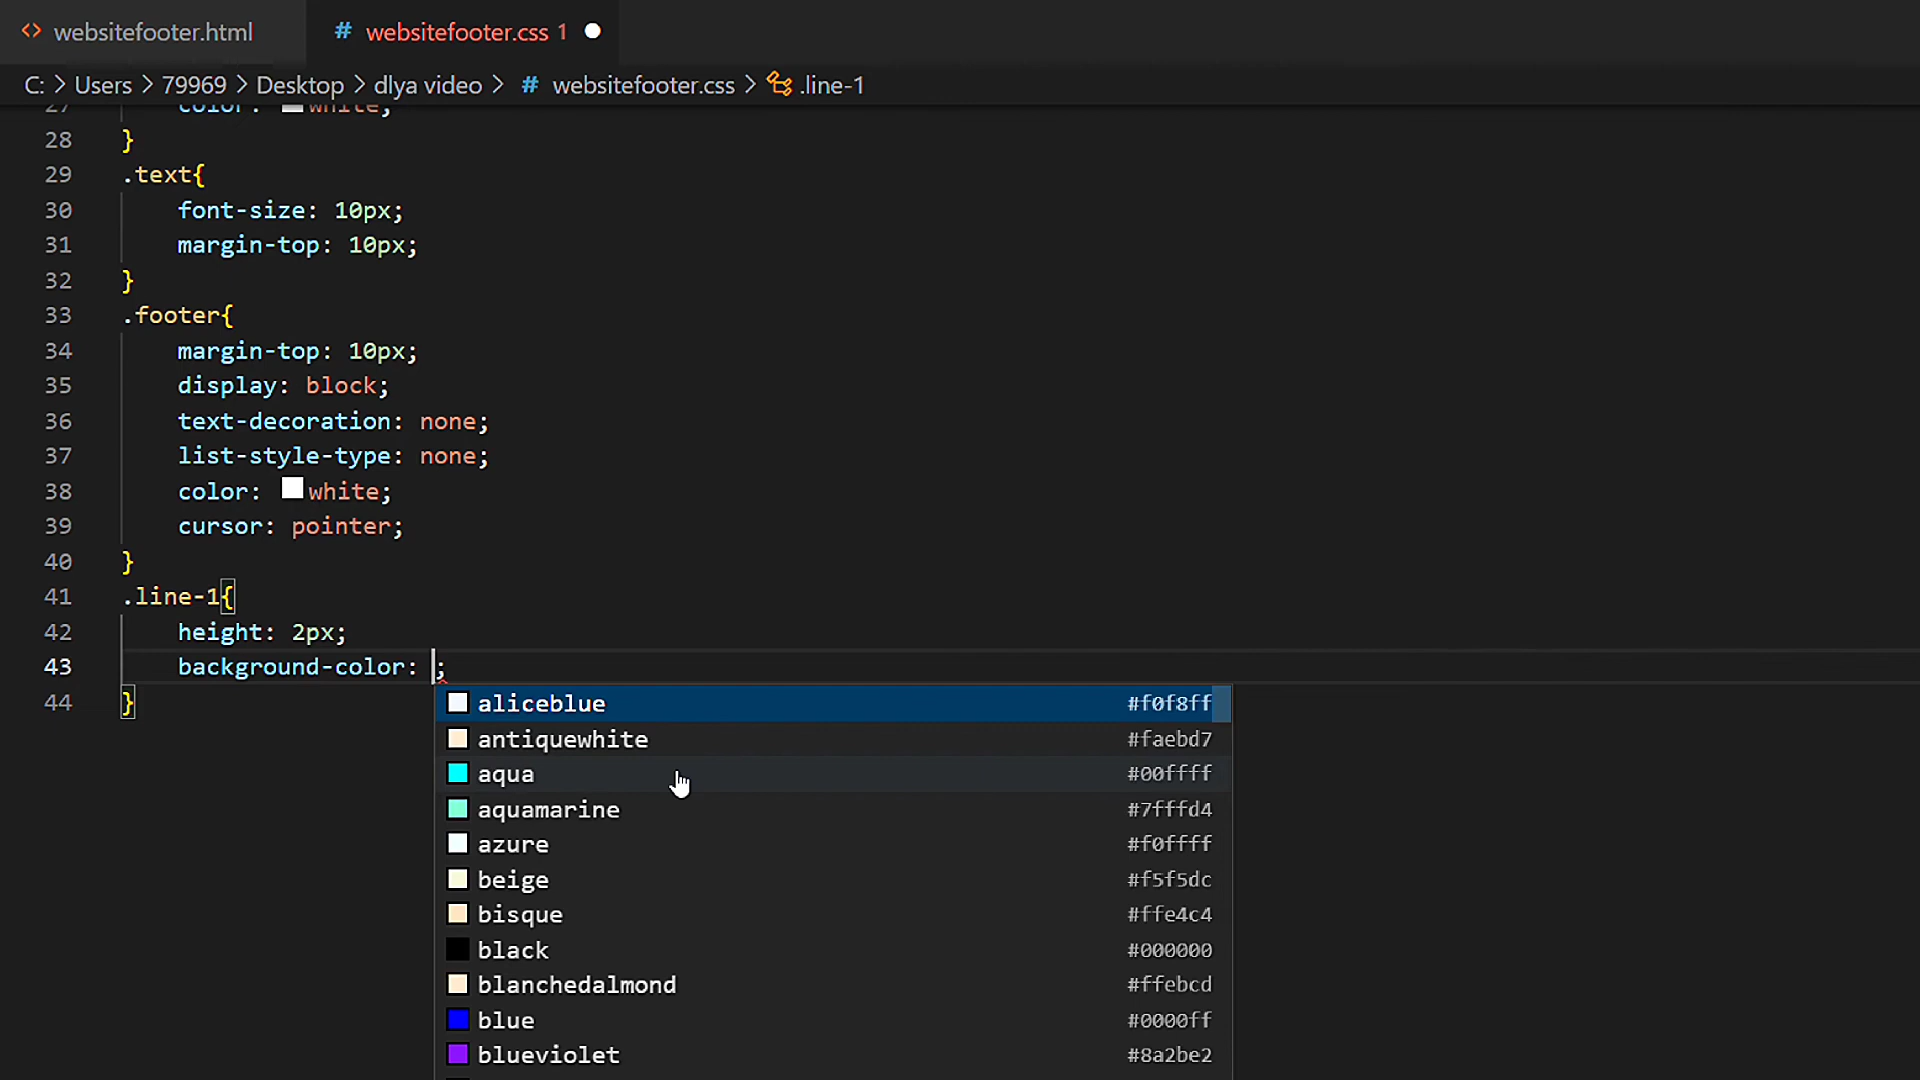 websitefooter.html
websitefooter.css 1
C: > Users > 79969 > Desktop > dlya video > # websitefooter.css > .line-1
27 color: white;
28 }
29 .text{
30 font-size: 10px;
31 margin-top: 10px;
32 }
33 .footer{
34 margin-top: 10px;
35 display: block;
36 text-decoration: none;
37 list-style-type: none;
38 color: white;
39 cursor: pointer;
40 }
41 .line-1{
42 height: 2px;
43 background-color: ;
44 }
aliceblue #f0f8ff
antiquewhite #faebd7
aqua #00ffff
aquamarine #7fffd4
azure #f0ffff
beige #f5f5dc
bisque #ffe4c4
black #000000
blanchedalmond #ffebcd
blue #0000ff
blueviolet #8a2be2